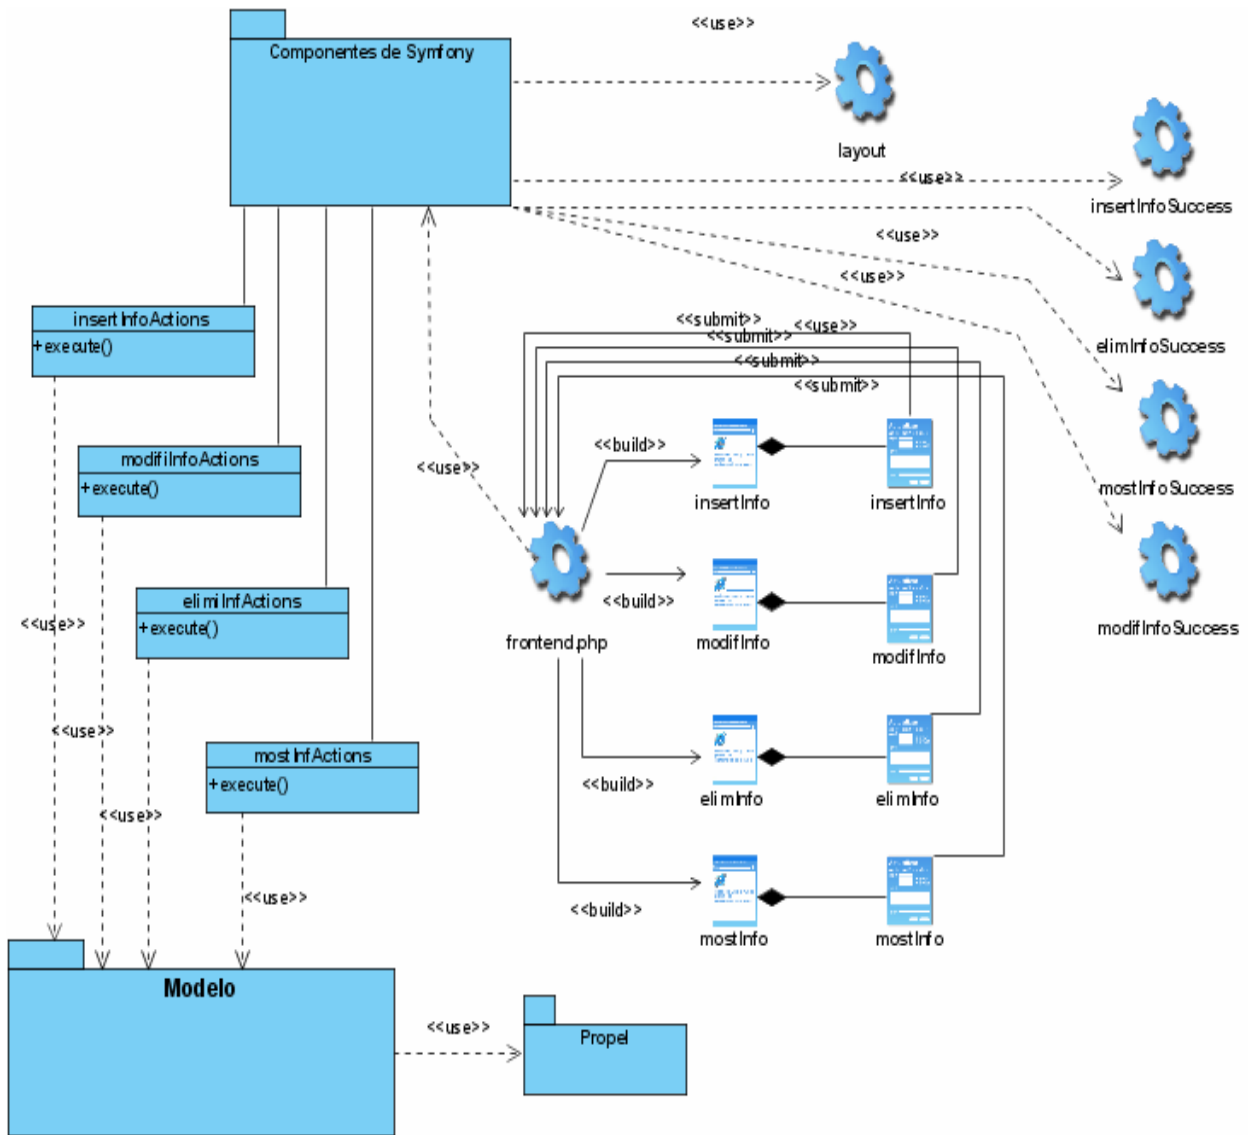 <<use>>
Componentes de Symfony
layout
<<use>>
insertInfoSuccess
<<use>>
<<use>>
insertInfoActions
+execute()
<<submit>>
<<use>>
<<submit>>
<<submit>>
<<submit>>
elimInfoSuccess
<<build>>
modifiInfoActions
+execute()
<<use>>
insertInfo
insertInfo
mostInfoSuccess
elimiInfActions
+execute()
<<use>>
<<build>>
frontend.php
modifInfo
modifInfo
modifInfoSuccess
<<use>>
mostInfActions
+execute()
<<build>>
elimInfo
elimInfo
<<use>>
<<use>>
<<build>>
mostInfo
mostInfo
Modelo
<<use>>
Propel